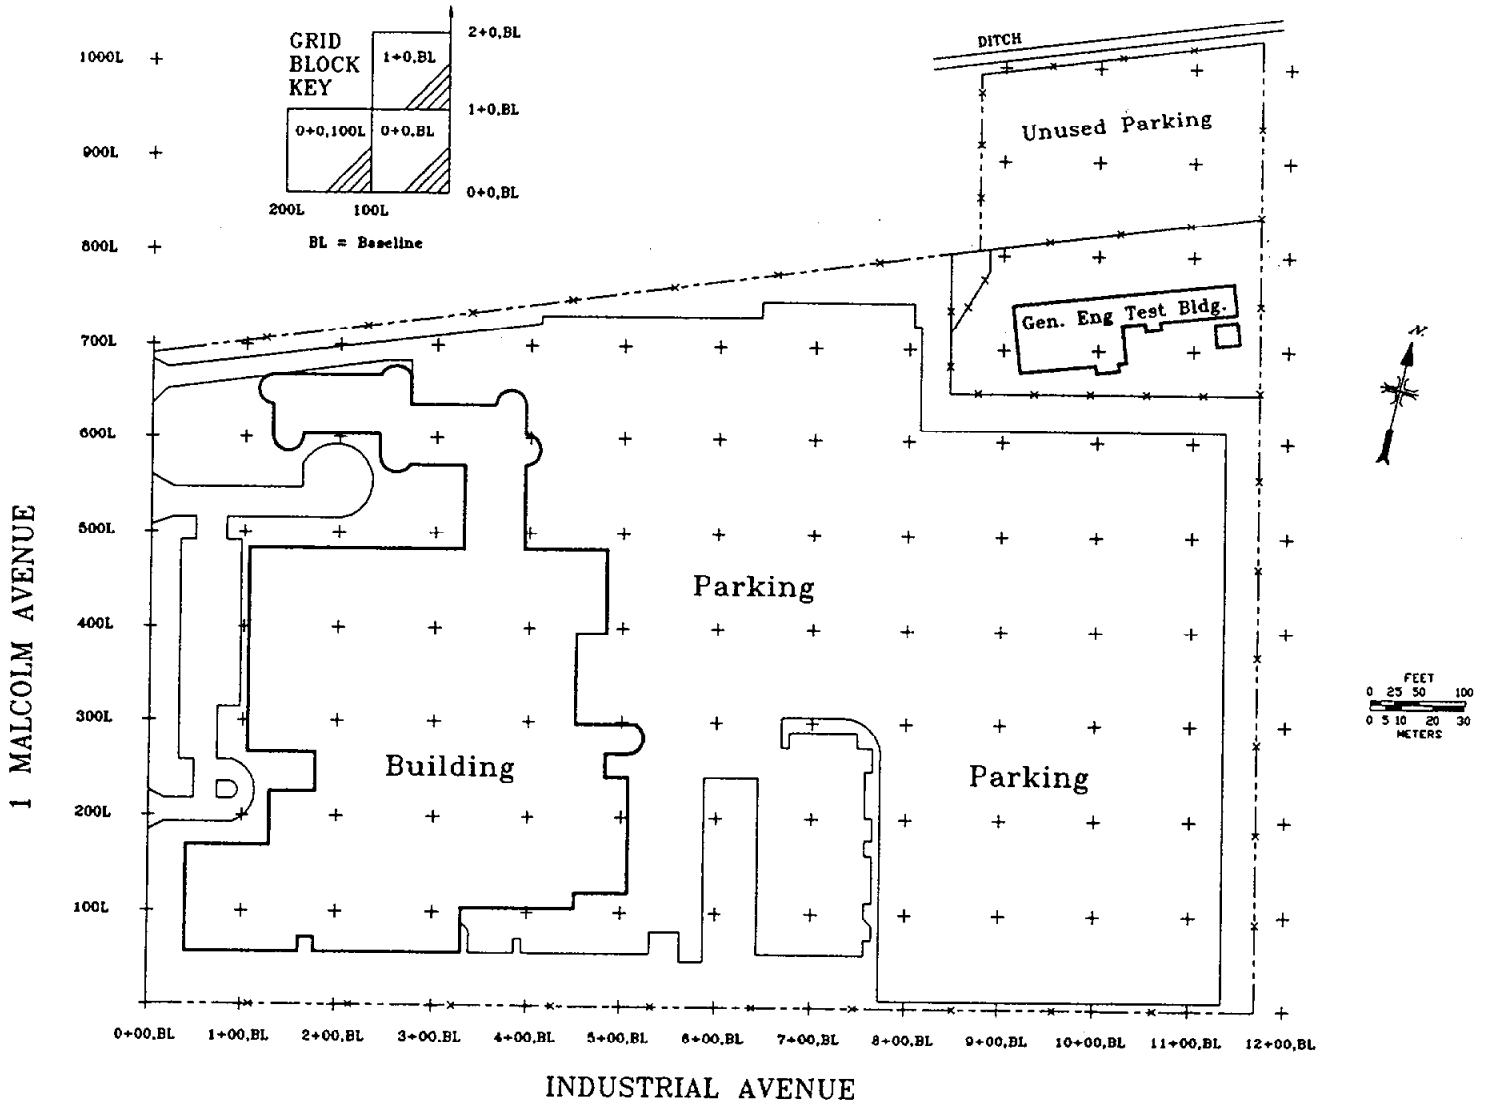 DITCH
GRID
BLOCK
KEY
2+0,BL
1+0,BL
1+0,BL
0+0,100L
0+0,BL
0+0,BL
200L
100L
BL = Baseline
1000L
900L
800L
700L
600L
500L
400L
300L
200L
100L
Unused Parking
Gen. Eng Test Bldg.
N
Parking
Building
Parking
FEET
0 25 50 100
0 5 10 20 30
METERS
1 MALCOLM AVENUE
0+00,BL
1+00,BL
2+00,BL
3+00,BL
4+00,BL
5+00,BL
6+00,BL
7+00,BL
8+00,BL
9+00,BL
10+00,BL
11+00,BL
12+00,BL
INDUSTRIAL AVENUE